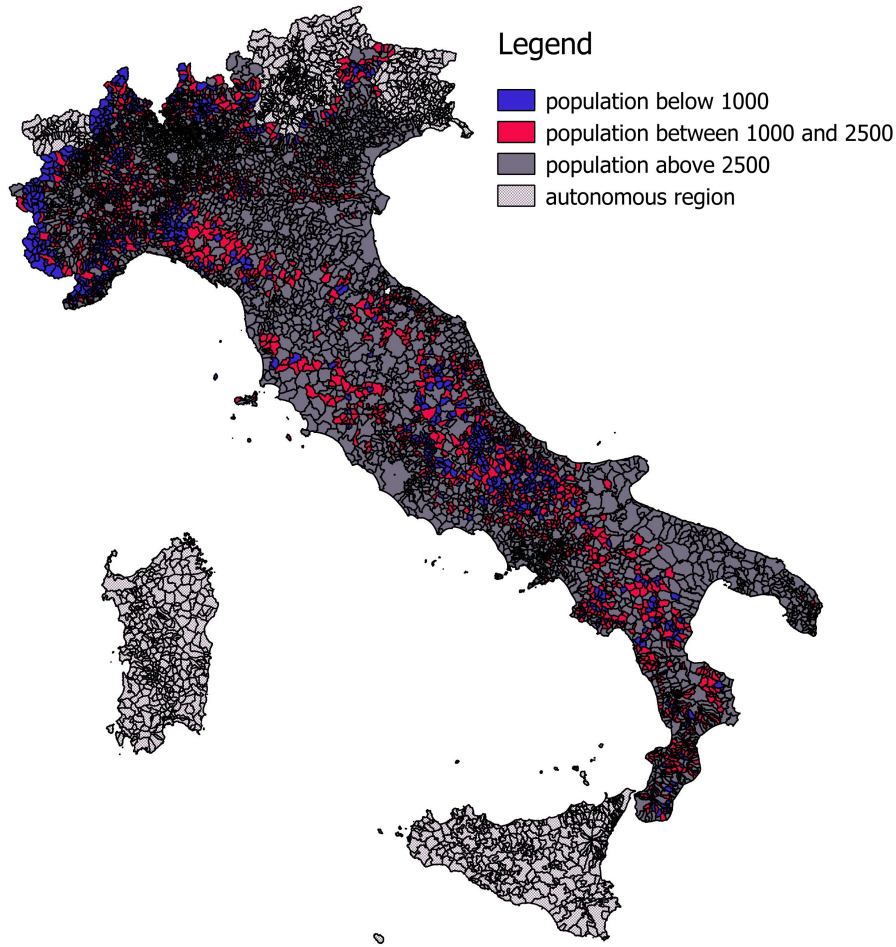 Legend
population below 1000
population between 1000 and 2500
population above 2500
autonomous region